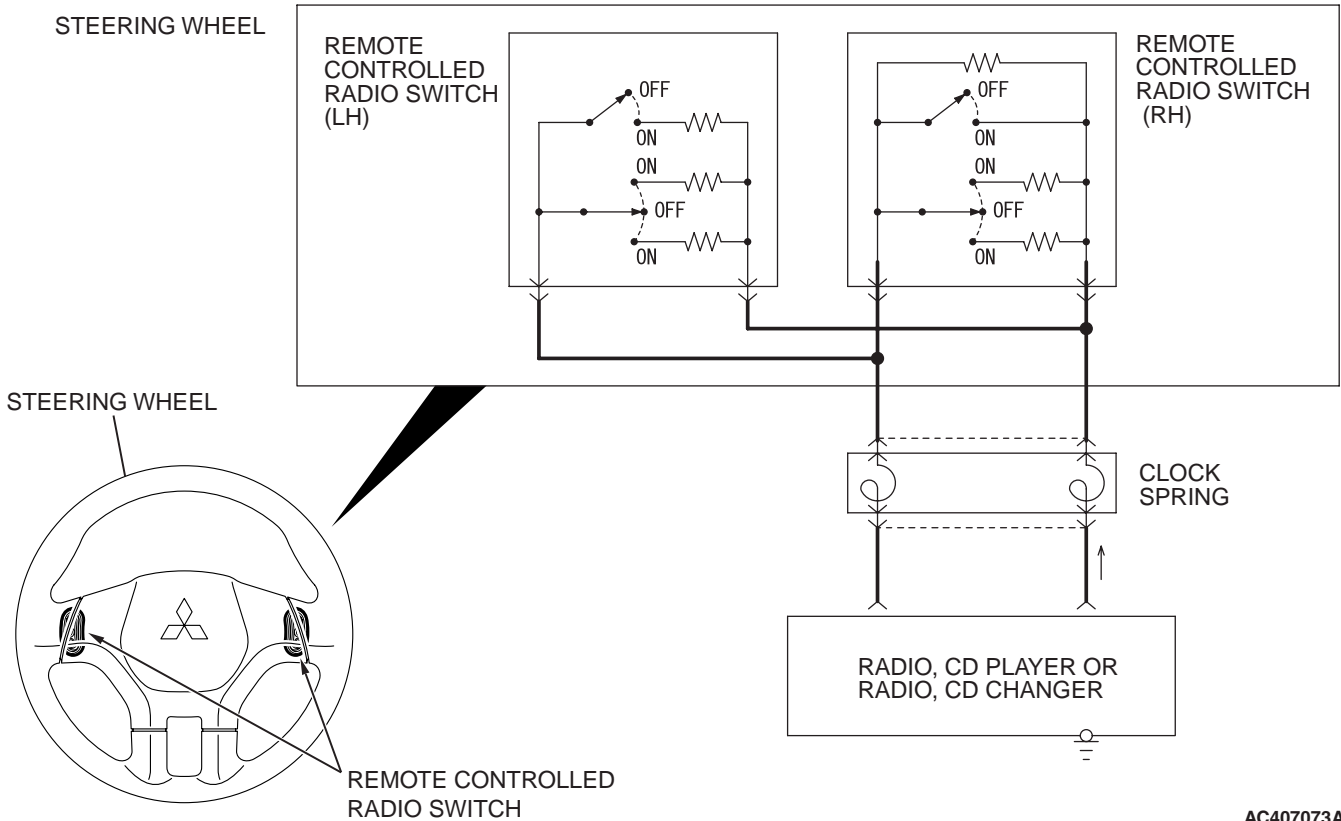 STEERING WHEEL
REMOTE
CONTROLLED
RADIO SWITCH
(LH)
OFF
ON
ON
OFF
ON
REMOTE
CONTROLLED
RADIO SWITCH
(RH)
OFF
ON
ON
OFF
ON
STEERING WHEEL
CLOCK
SPRING
RADIO, CD PLAYER OR
RADIO, CD CHANGER
REMOTE CONTROLLED
RADIO SWITCH
AC407073A